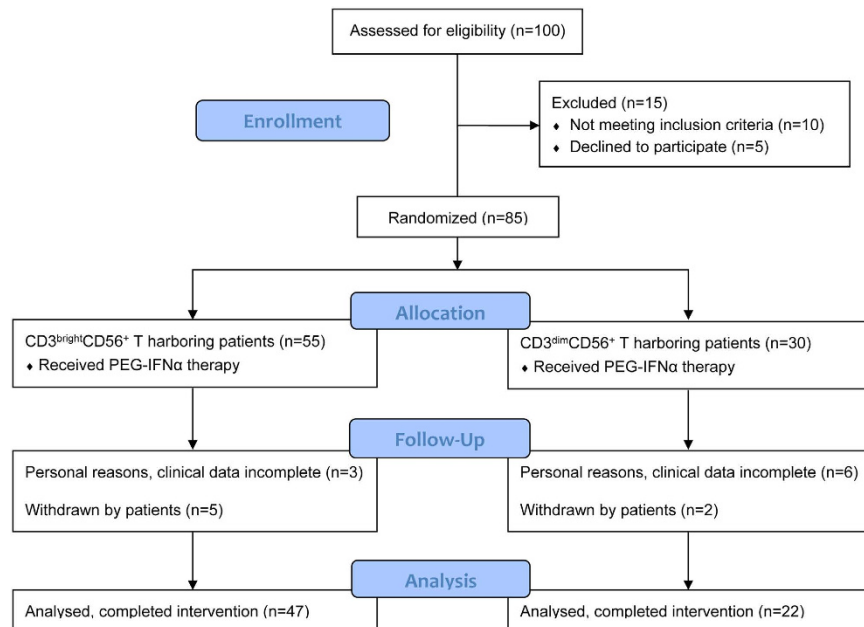 Assessed for eligibility (n=100)
Enrollment
Excluded (n=15)
♦ Not meeting inclusion criteria (n=10)
♦ Declined to participate (n=5)
Randomized (n=85)
Allocation
CD3ᵇʳⁱᵍʰᵗCD56⁺ T harboring patients (n=55)
♦ Received PEG-IFNα therapy
CD3ᵈⁱᵐCD56⁺ T harboring patients (n=30)
♦ Received PEG-IFNα therapy
Follow-Up
Personal reasons, clinical data incomplete (n=3)
Withdrawn by patients (n=5)
Personal reasons, clinical data incomplete (n=6)
Withdrawn by patients (n=2)
Analysis
Analysed, completed intervention (n=47)
Analysed, completed intervention (n=22)